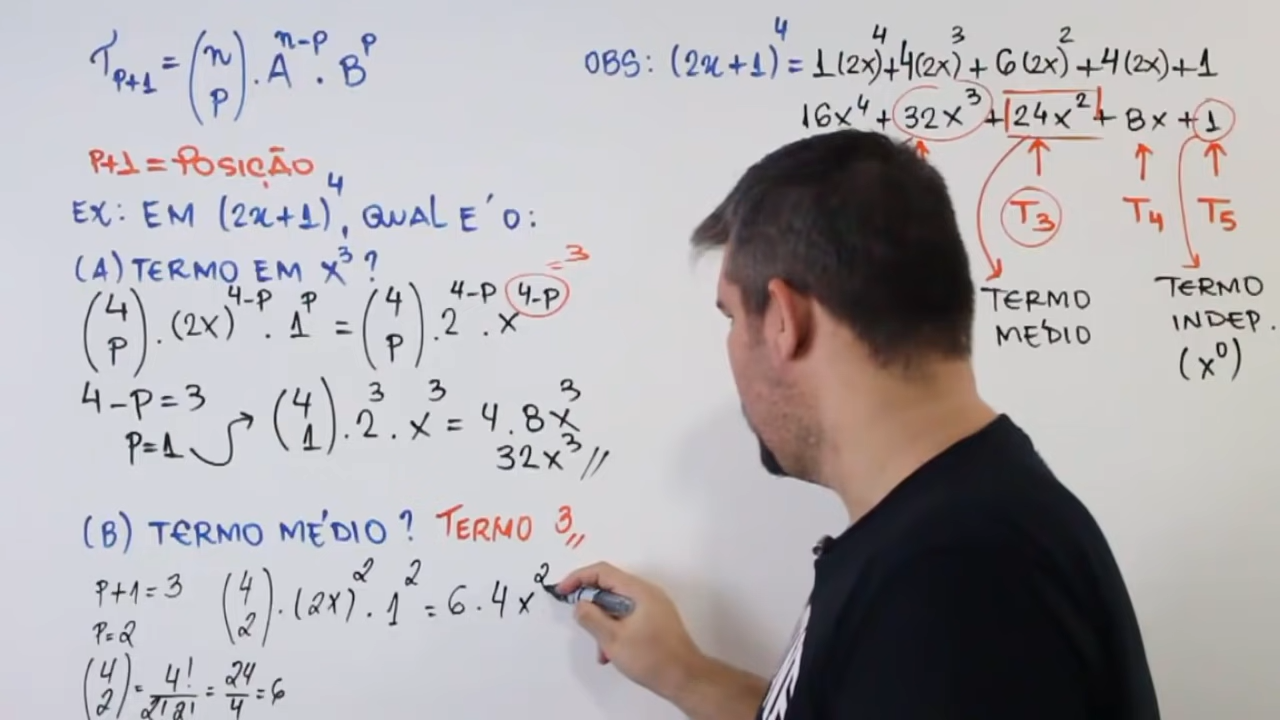 T_{P+1} = (n P) . A^{n-P} . B^P
P+1 = POSIÇÃO
EX: EM (2x+1)^4, QUAL E´ O:
(A) TERMO EM X^3 ?
(4 P) . (2x)^{4-P} . 1^P = (4 P) . 2^{4-P} . x^{4-P} = 3
4-P=3
P=1
(4 1) . 2^3 . x^3 = 4.8x^3
32x^3 //
(B) TERMO MÉDIO ? TERMO 3 //
P+1=3
P=2
(4 2) . (2x)^2 . 1^2 = 6 . 4x^2
(4 2) = 4!/2!2! = 24/4 = 6
OBS: (2x+1)^4 = 1(2x)^4+4(2x)^3+6(2x)^2+4(2x)+1
16x^4 + 32x^3 + 24x^2 + 8x + 1
T3 T4 T5
TERMO
MÉDIO
TERMO
INDEP.
(x^0)